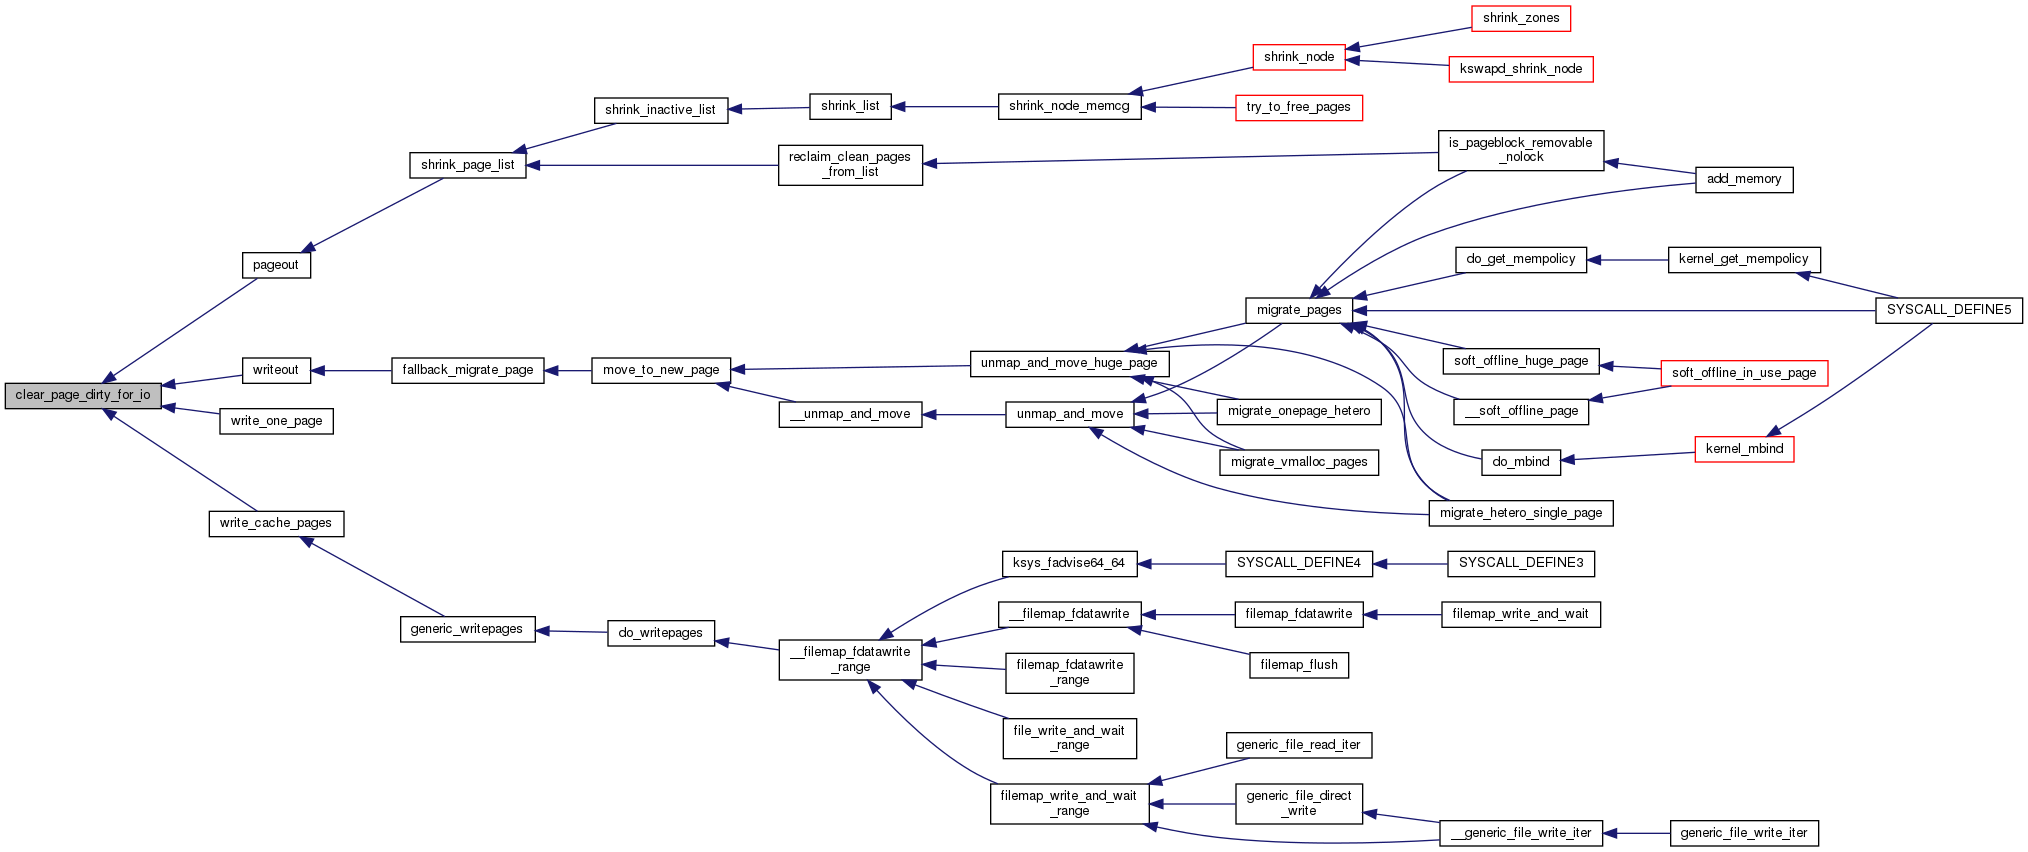 shrink_zones
shrink_node
kswapd_shrink_node
shrink_inactive_list
shrink_list
shrink_node_memcg
try_to_free_pages
shrink_page_list
reclaim_clean_pages
_from_list
is_pageblock_removable
_nolock
add_memory
pageout
do_get_mempolicy
kernel_get_mempolicy
migrate_pages
SYSCALL_DEFINE5
clear_page_dirty_for_io
writeout
fallback_migrate_page
move_to_new_page
unmap_and_move_huge_page
soft_offline_huge_page
soft_offline_in_use_page
write_one_page
__unmap_and_move
unmap_and_move
migrate_onepage_hetero
__soft_offline_page
migrate_vmalloc_pages
do_mbind
kernel_mbind
write_cache_pages
migrate_hetero_single_page
ksys_fadvise64_64
SYSCALL_DEFINE4
SYSCALL_DEFINE3
generic_writepages
do_writepages
__filemap_fdatawrite
_range
__filemap_fdatawrite
filemap_fdatawrite
filemap_write_and_wait
filemap_fdatawrite
_range
filemap_flush
file_write_and_wait
_range
generic_file_read_iter
filemap_write_and_wait
_range
generic_file_direct
_write
__generic_file_write_iter
generic_file_write_iter